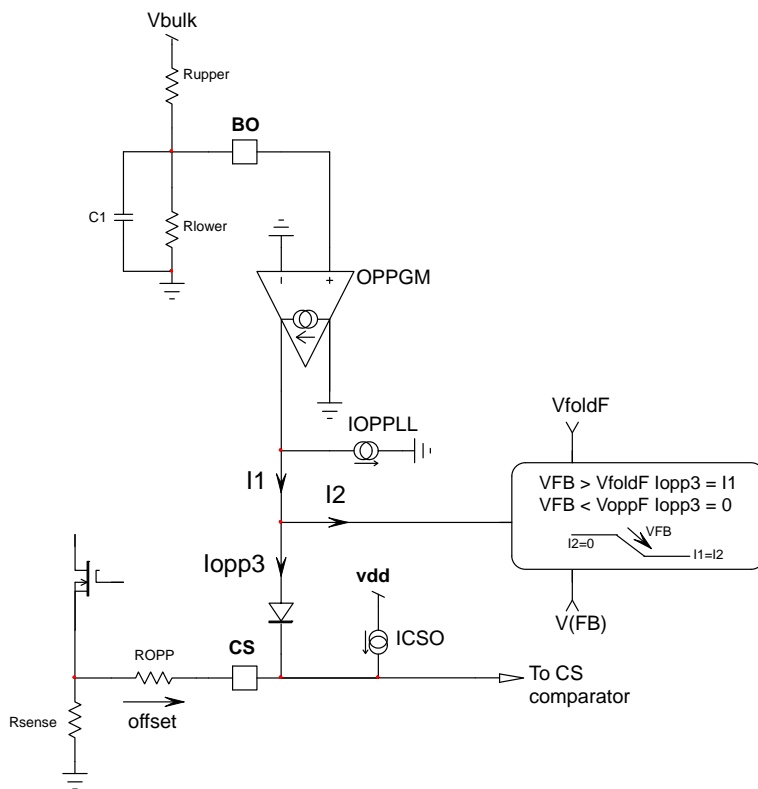 Vbulk
Rupper
BO
C1
Rlower
- +
OPPGM
IOPPLL
VfoldF
I1
I2
VFB > VfoldF Iopp3 = I1
VFB < VoppF Iopp3 = 0
VFB
I2=0
I1=I2
Iopp3
vdd
V(FB)
ICSO
CS
ROPP
To CS
comparator
offset
Rsense